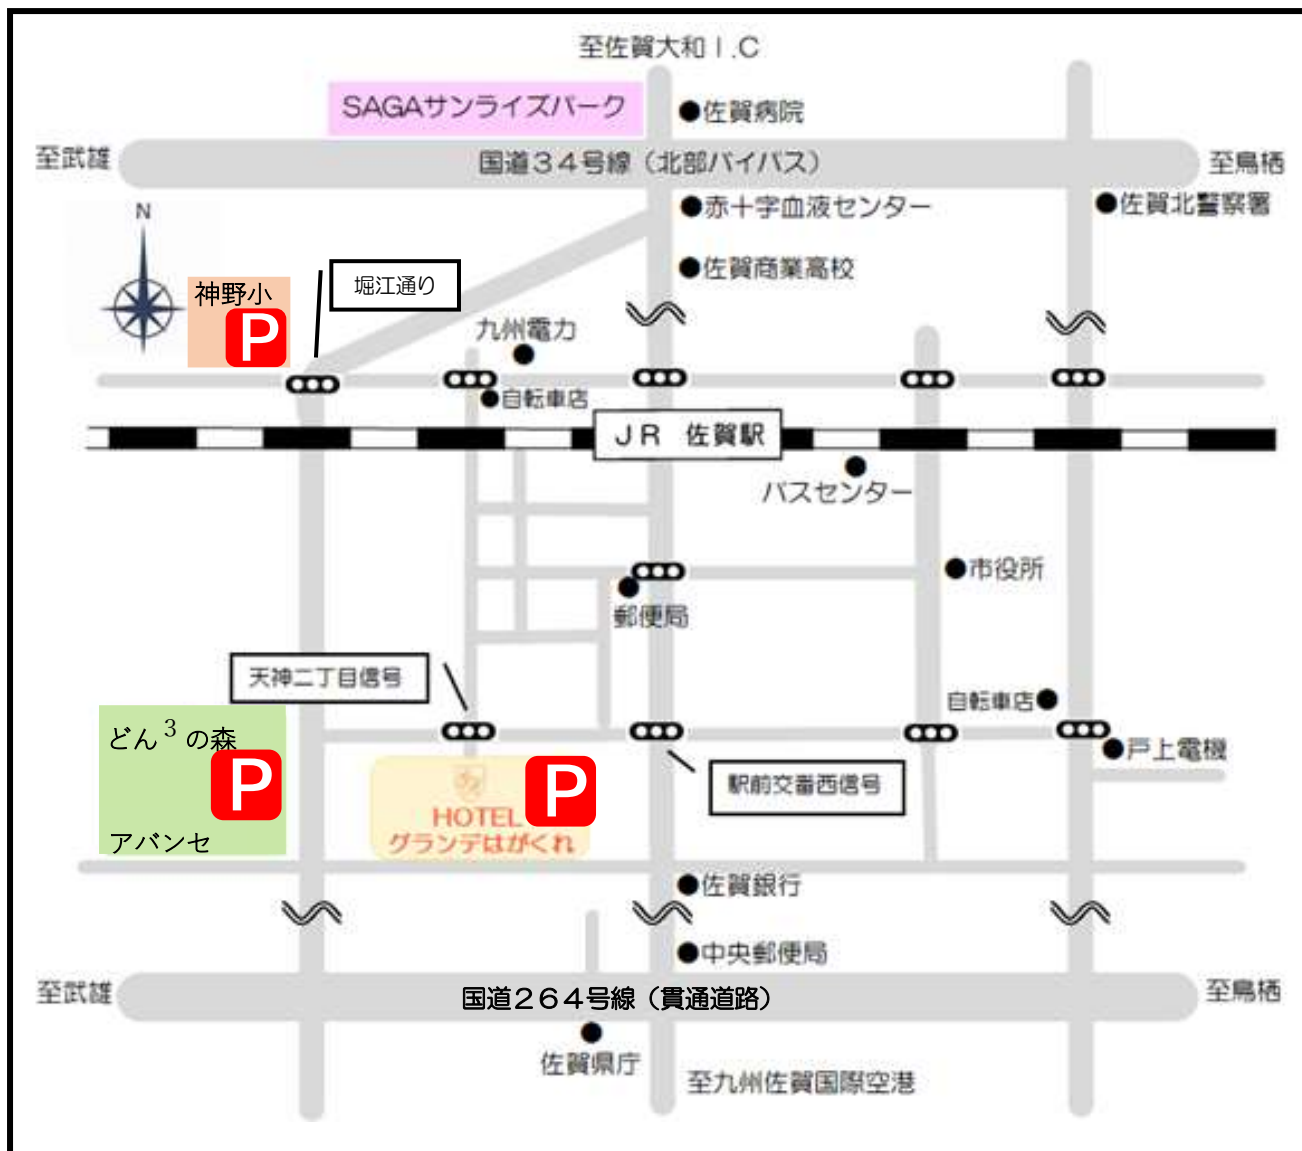 至佐賀大和I.C
SAGAサンライズパーク
●佐賀病院
至武雄
国道34号線（北部バイパス）
至鳥栖
●赤十字血液センター
●佐賀北警察署
N
●佐賀商業高校
神野小
P
堀江通り
九州電力
●自転車店
JR 佐賀駅
バスセンター
●市役所
郵便局
天神二丁目信号
自転車店●
どん3の森
P
アバンセ
HOTEL
グランデはがくれ
P
駅前交番西信号
●戸上電機
●佐賀銀行
●中央郵便局
至武雄
国道264号線（貫通道路）
至鳥栖
佐賀県庁
至九州佐賀国際空港